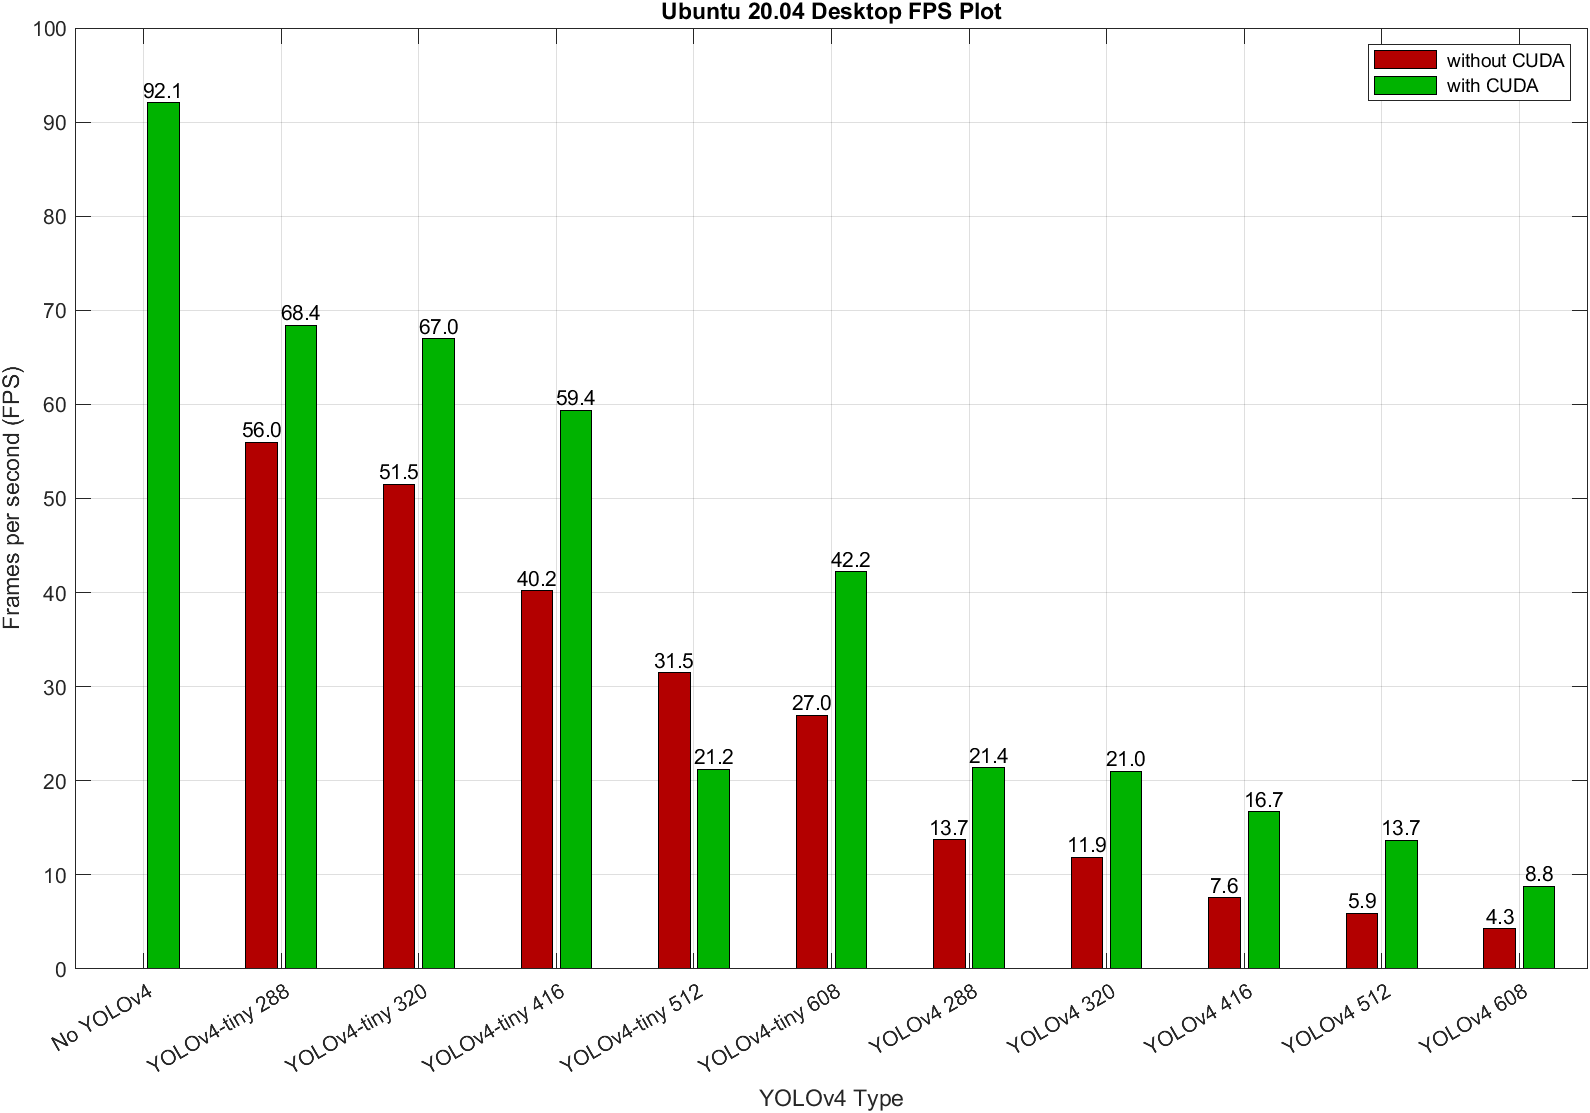 Ubuntu 20.04 Desktop FPS Plot
without CUDA
with CUDA
Frames per second (FPS)
100
90
80
70
60
50
40
30
20
10
0
92.1
56.0
68.4
51.5
67.0
40.2
59.4
31.5
21.2
27.0
42.2
13.7
21.4
11.9
21.0
7.6
16.7
5.9
13.7
4.3
8.8
No YOLOv4
YOLOv4-tiny 288
YOLOv4-tiny 320
YOLOv4-tiny 416
YOLOv4-tiny 512
YOLOv4-tiny 608
YOLOv4 288
YOLOv4 320
YOLOv4 416
YOLOv4 512
YOLOv4 608
YOLOv4 Type